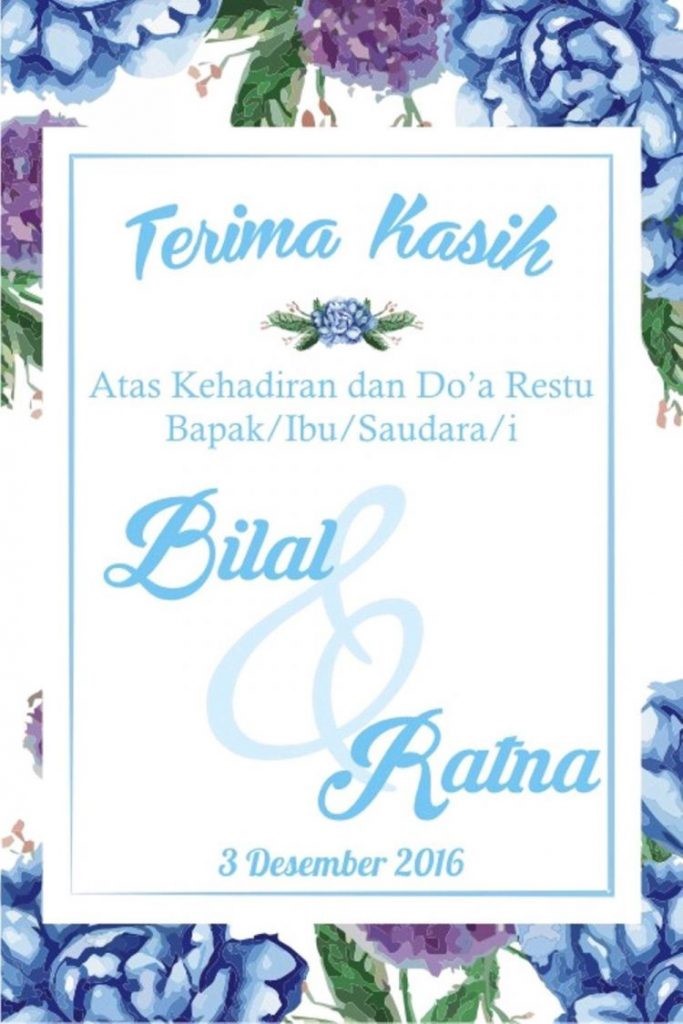 Terima Kasih
Atas Kehadiran dan Do'a Restu
Bapak/Ibu/Saudara/i
Bilal
&
Ratna
3 Desember 2016